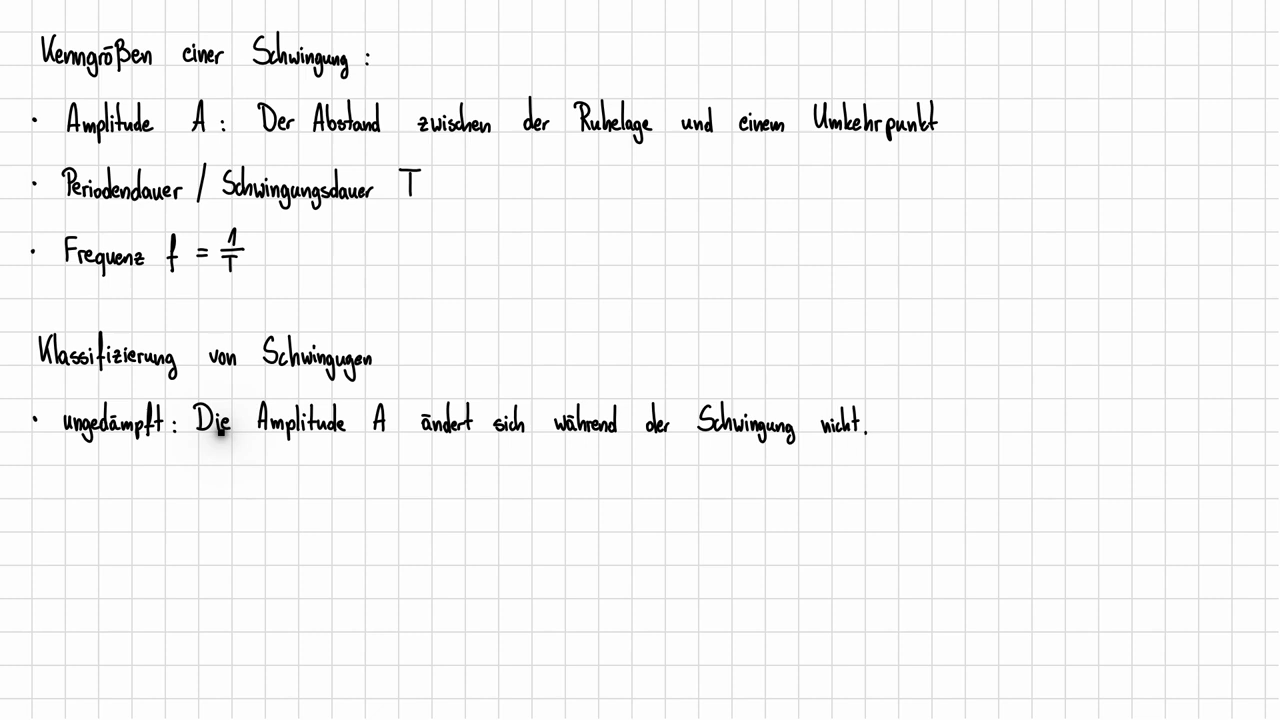 Kenngrößen einer Schwingung:
• Amplitude A: Der Abstand zwischen der Ruhelage und einem Umkehrpunkt
• Periodendauer / Schwingungsdauer T
• Frequenz f = 1/T
Klassifizierung von Schwingugen
• ungedämpft: Die Amplitude A ändert sich während der Schwingung nicht.